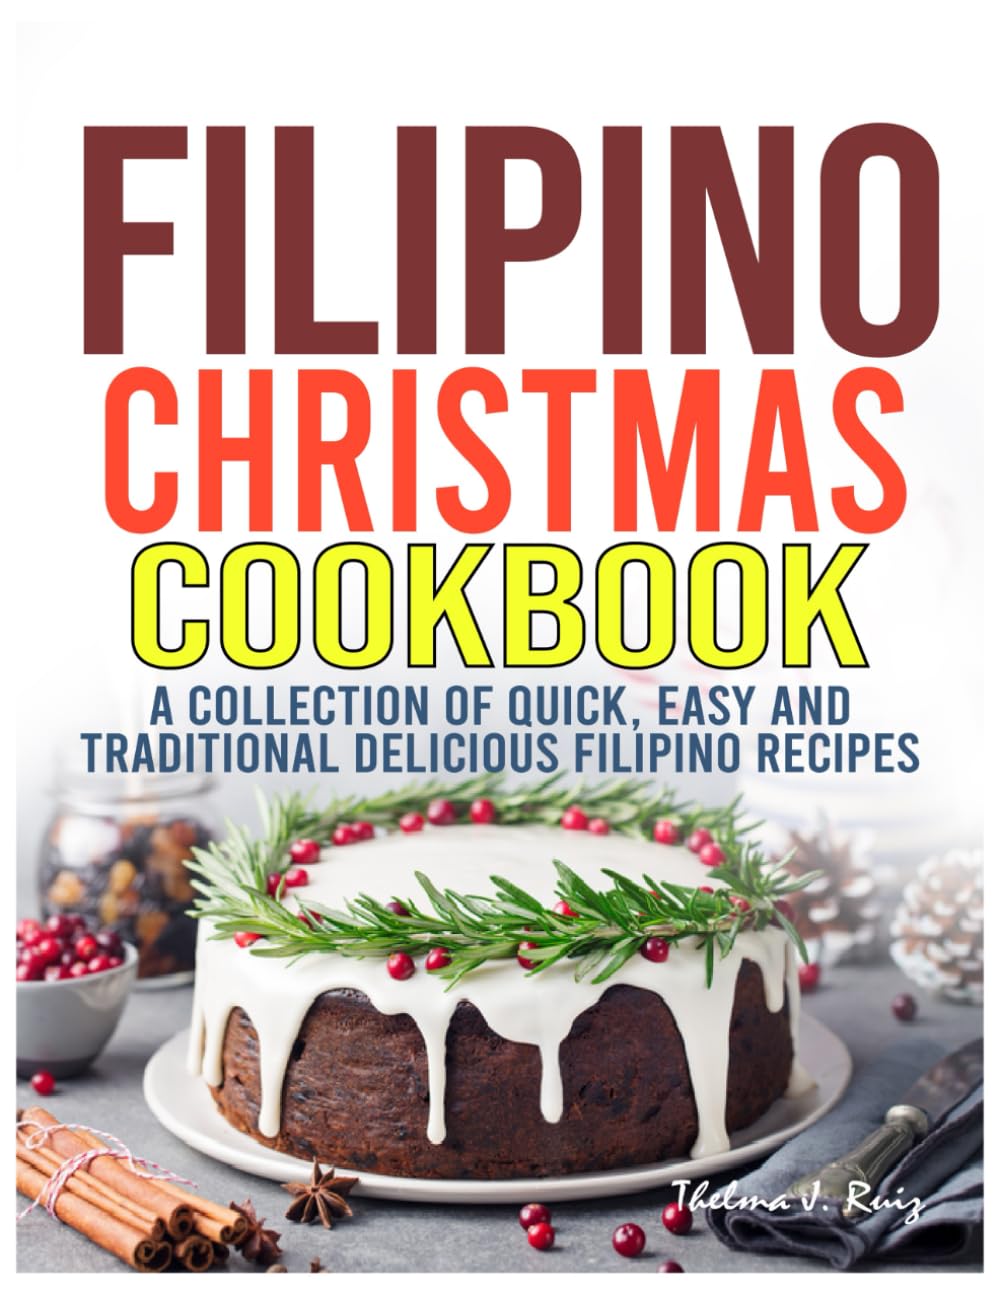 FILIPINO
CHRISTMAS
COOKBOOK
A COLLECTION OF QUICK, EASY AND
TRADITIONAL DELICIOUS FILIPINO RECIPES
Thelma J. Ruiz